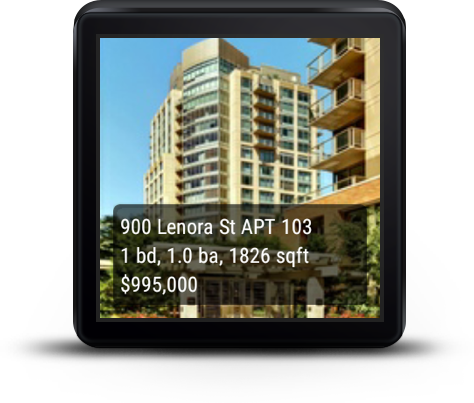 900 Lenora St APT 103
1 bd, 1.0 ba, 1826 sqft
$995,000